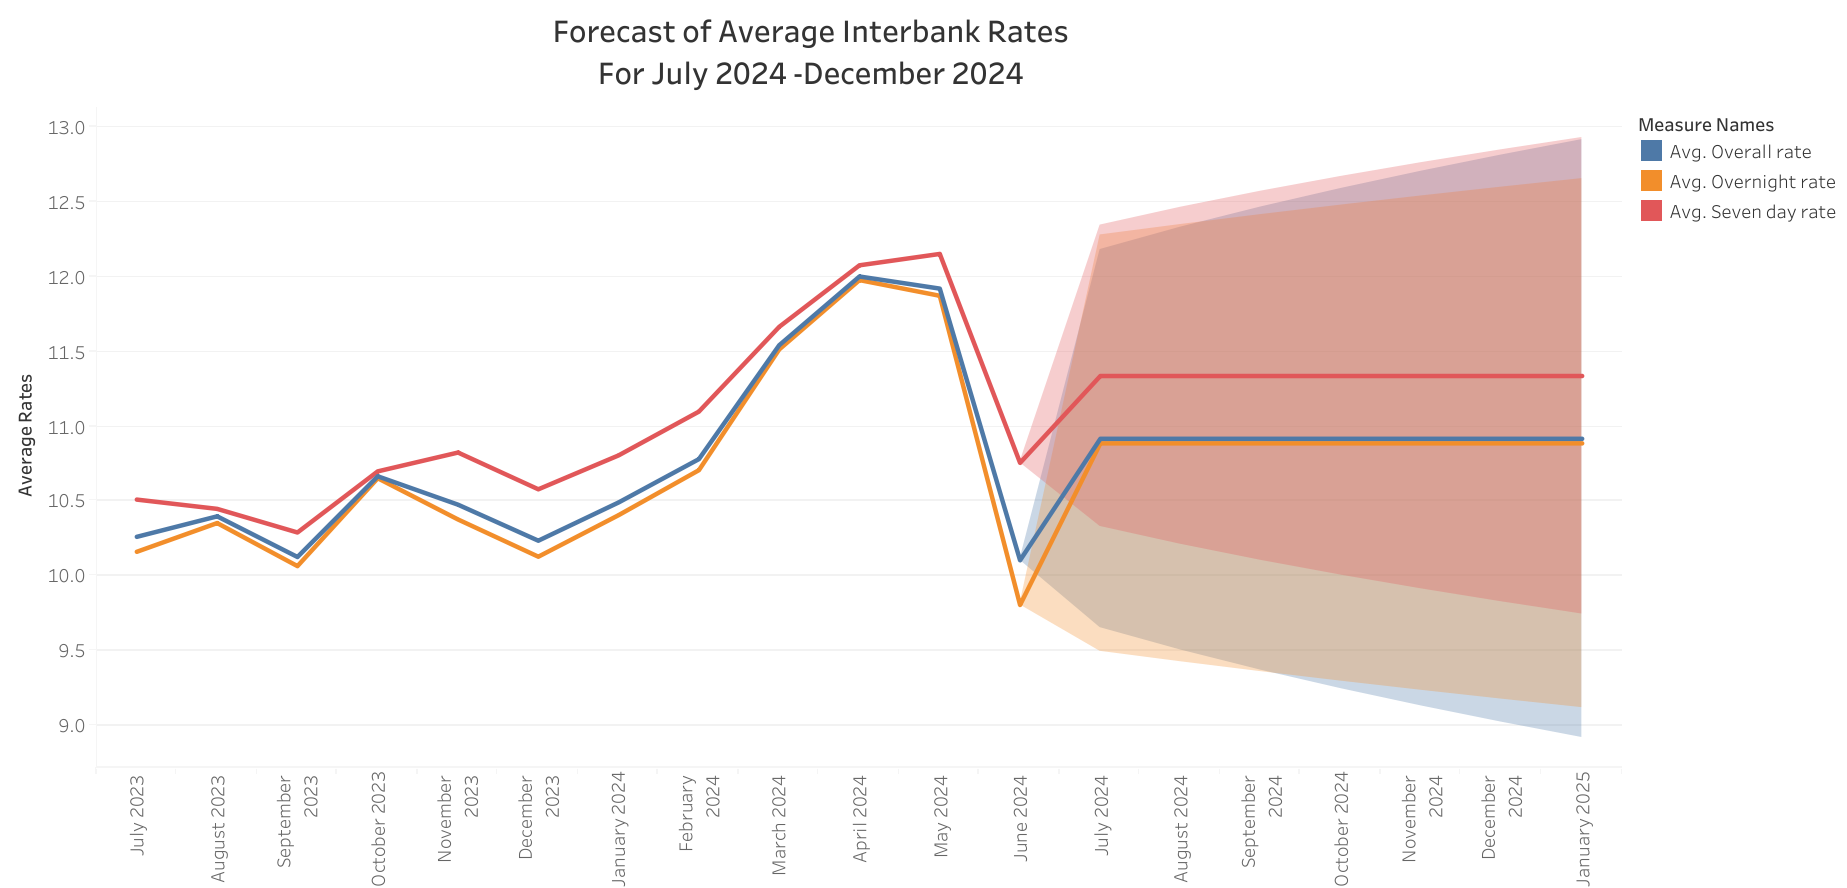 Forecast of Average Interbank Rates
For July 2024 -December 2024
Measure Names
Avg. Overall rate
Avg. Overnight rate
Avg. Seven day rate
Average Rates
13.0
12.5
12.0
11.5
11.0
10.5
10.0
9.5
9.0
July 2023
August 2023
September
2023
October 2023
November
2023
December
2023
January 2024
February
2024
March 2024
April 2024
May 2024
June 2024
July 2024
August 2024
September
2024
October 2024
November
2024
December
2024
January 2025